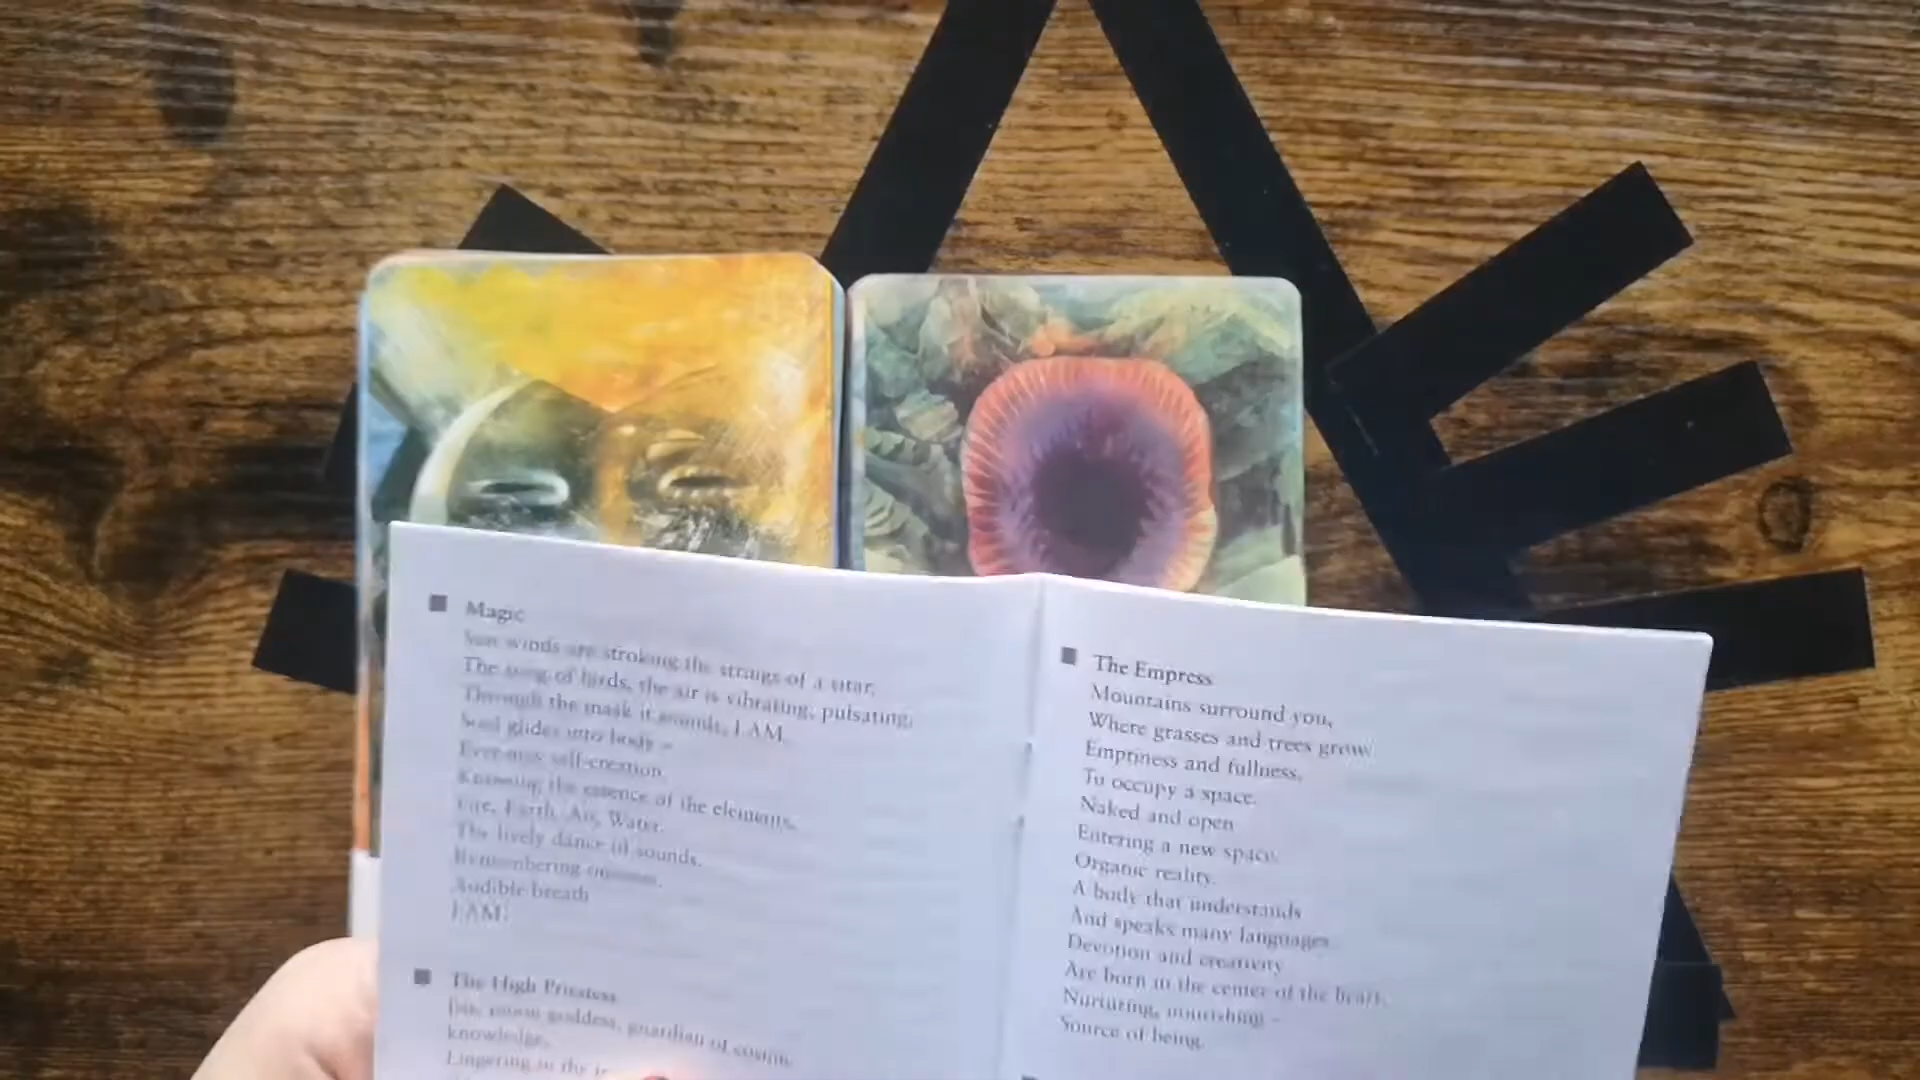 Magic
Sun winds are stroking the strings of a sitar,
The song of birds, the air is vibrating, pulsating,
Through the mask it sounds, I AM.
Soul glides into body –
Ever-new self-creation.
Knowing the essence of the elements,
Fire, Earth, Air, Water.
The lively dance of sounds.
Remembering oneness,
Audible breath
I AM.
The High Priestess
Isis, moon goddess, guardian of cosmic
knowledge,
Lingering in the
The Empress
Mountains surround you,
Where grasses and trees grow
Emptiness and fullness,
To occupy a space.
Naked and open
Entering a new space.
Organic reality.
A body that understands
And speaks many languages.
Devotion and creativity
Are born in the center of the heart.
Nurturing, nourishing –
Source of being.